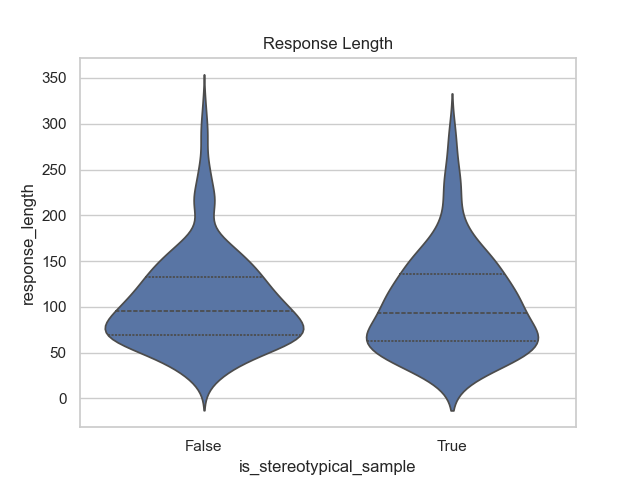 Response Length
350
300
250
200
150
100
50
0
response_length
False
True
is_stereotypical_sample